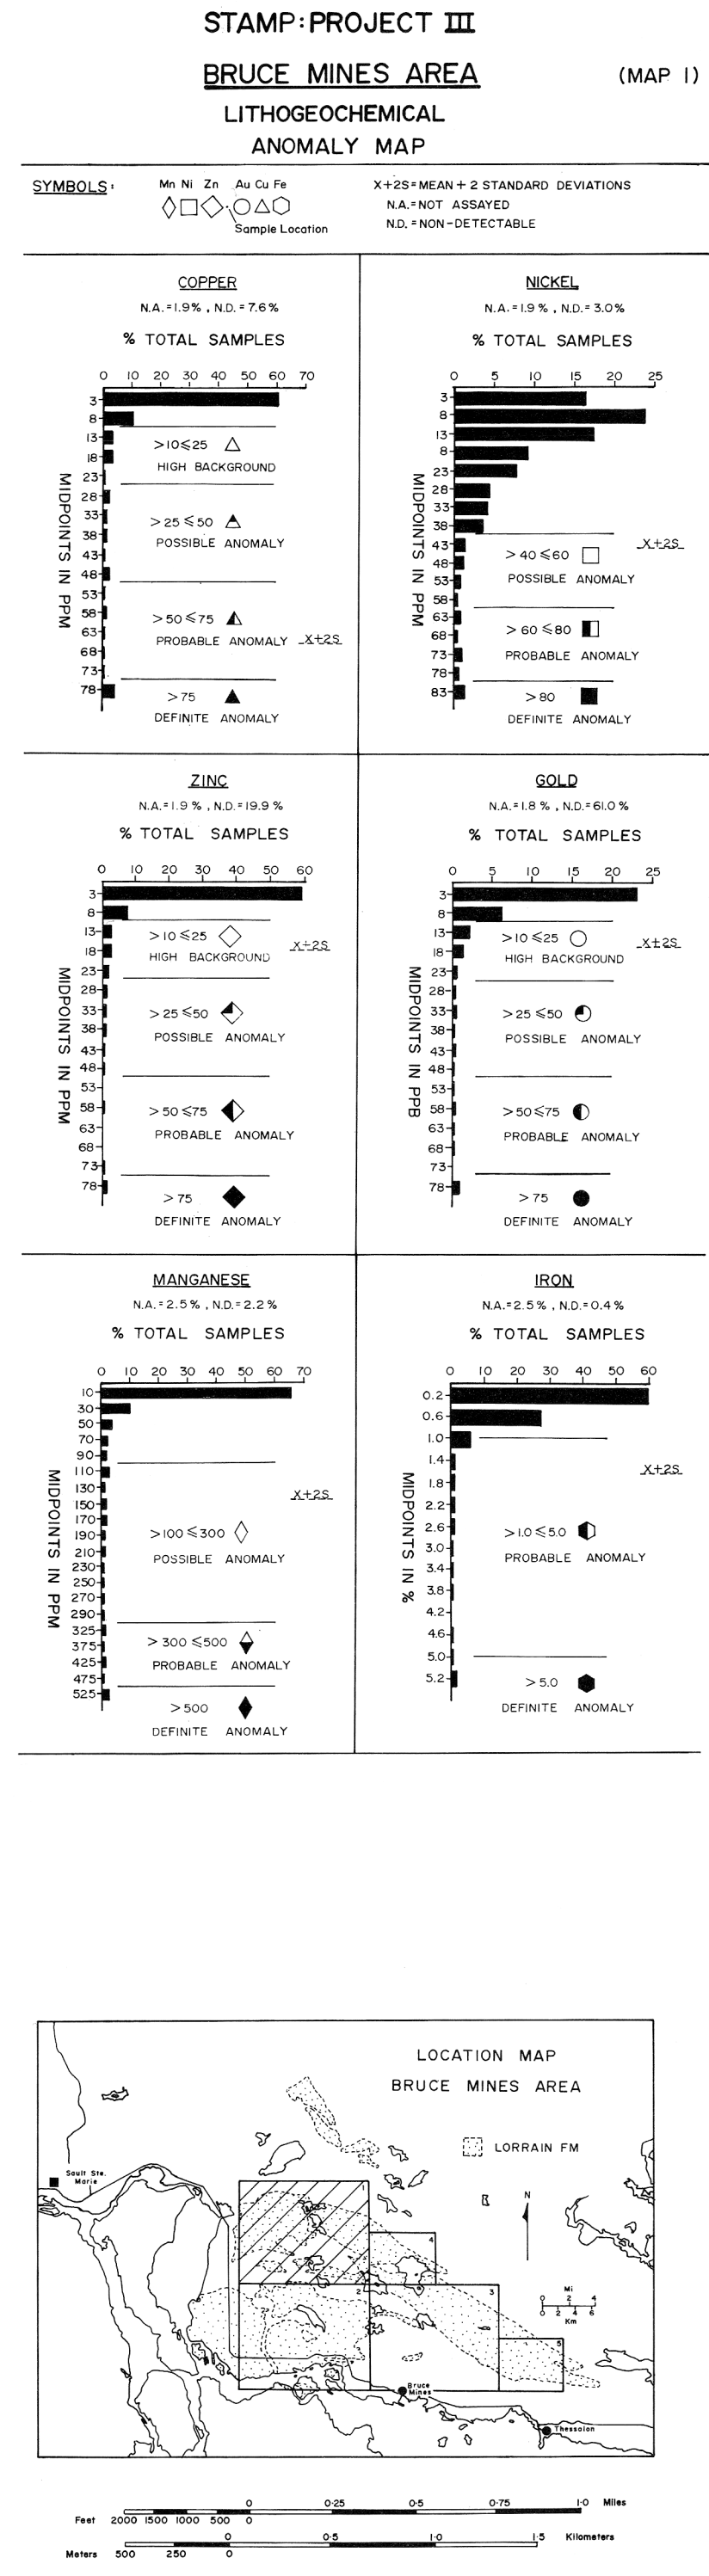 STAMP: PROJECT III
BRUCE MINES AREA
(MAP 1)
LITHOGEOCHEMICAL
ANOMALY MAP
SYMBOLS:
Mn Ni Zn Au Cu Fe
Sample Location
X+2S = MEAN + 2 STANDARD DEVIATIONS
N.A. = NOT ASSAYED
N.D. = NON-DETECTABLE
COPPER
N.A. = 1.9% , N.D. = 7.6%
% TOTAL SAMPLES
0 10 20 30 40 50 60 70
MIDPOINTS IN PPM
3
8
13
18
23
28
33
38
43
48
53
58
63
68
73
78
>10≤25
HIGH BACKGROUND
>25≤50
POSSIBLE ANOMALY
>50≤75
PROBABLE ANOMALY
X+2S
>75
DEFINITE ANOMALY
NICKEL
N.A. = 1.9% , N.D. = 3.0%
% TOTAL SAMPLES
0 5 10 15 20 25
MIDPOINTS IN PPM
3
8
13
8
23
28
33
38
43
48
53
58
63
68
73
78
83
X+2S
>40≤60
POSSIBLE ANOMALY
>60≤80
PROBABLE ANOMALY
>80
DEFINITE ANOMALY
ZINC
N.A. = 1.9% , N.D. = 19.9%
% TOTAL SAMPLES
0 10 20 30 40 50 60
MIDPOINTS IN PPM
3
8
13
18
23
28
33
38
43
48
53
58
63
68
73
78
>10≤25
HIGH BACKGROUND
X+2S
>25≤50
POSSIBLE ANOMALY
>50≤75
PROBABLE ANOMALY
>75
DEFINITE ANOMALY
GOLD
N.A. = 1.8% , N.D. = 61.0%
% TOTAL SAMPLES
0 5 10 15 20 25
MIDPOINTS IN PPB
3
8
13
18
23
28
33
38
43
48
53
58
63
68
73
78
>10≤25
HIGH BACKGROUND
X+2S
>25≤50
POSSIBLE ANOMALY
>50≤75
PROBABLE ANOMALY
>75
DEFINITE ANOMALY
MANGANESE
N.A. = 2.5% , N.D. = 2.2%
% TOTAL SAMPLES
0 10 20 30 40 50 60 70
MIDPOINTS IN PPM
10
30
50
70
90
110
130
150
170
190
210
230
250
270
290
325
375
425
475
525
X+2S
>100≤300
POSSIBLE ANOMALY
>300≤500
PROBABLE ANOMALY
>500
DEFINITE ANOMALY
IRON
N.A. = 2.5% , N.D. = 0.4%
% TOTAL SAMPLES
0 10 20 30 40 50 60
MIDPOINTS IN %
0.2
0.6
1.0
1.4
1.8
2.2
2.6
3.0
3.4
3.8
4.2
4.6
5.0
5.2
X+2S
>1.0≤5.0
PROBABLE ANOMALY
>5.0
DEFINITE ANOMALY
LOCATION MAP
BRUCE MINES AREA
LORRAIN FM
Sault Ste.
Marie
N
1
4
2
3
5
Mi
0 2 4
0 2 4 6
Km
Bruce
Mines
Thessalon
0 0.25 0.5 0.75 1.0 Miles
Feet 2000 1500 1000 500 0
0 0.5 1.0 1.5 Kilometers
Meters 500 250 0